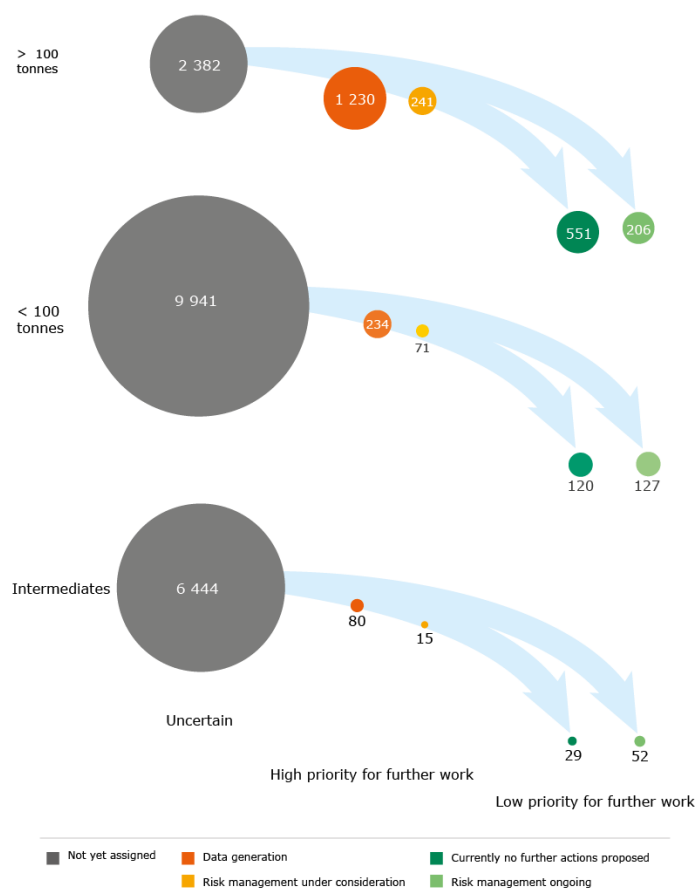 > 100
tonnes
2 382
1 230
241
551
206
< 100
tonnes
9 941
234
71
120
127
Intermediates
6 444
80
15
29
52
Uncertain
High priority for further work
Low priority for further work
Not yet assigned
Data generation
Currently no further actions proposed
Risk management under consideration
Risk management ongoing